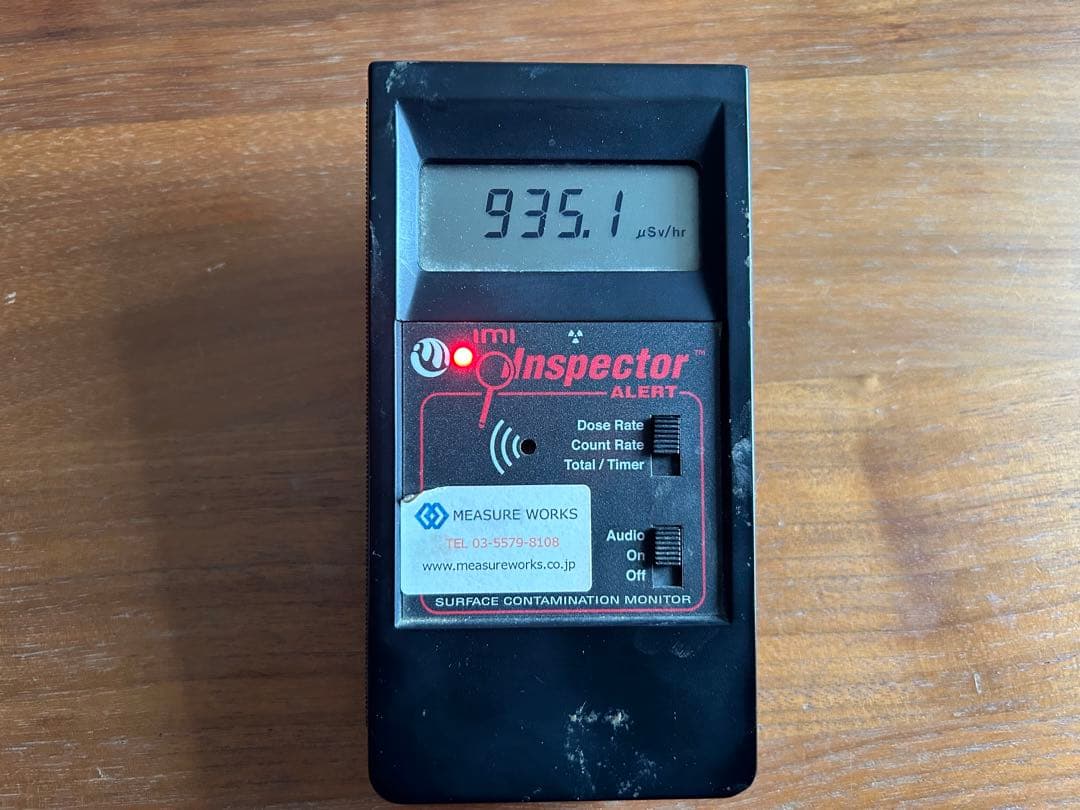 935.1 µSv/hr
imi
Inspector™
ALERT
Dose Rate
Count Rate
Total / Timer
MEASURE WORKS
TEL 03-5579-8108
www.measureworks.co.jp
Audio
On
Off
SURFACE CONTAMINATION MONITOR